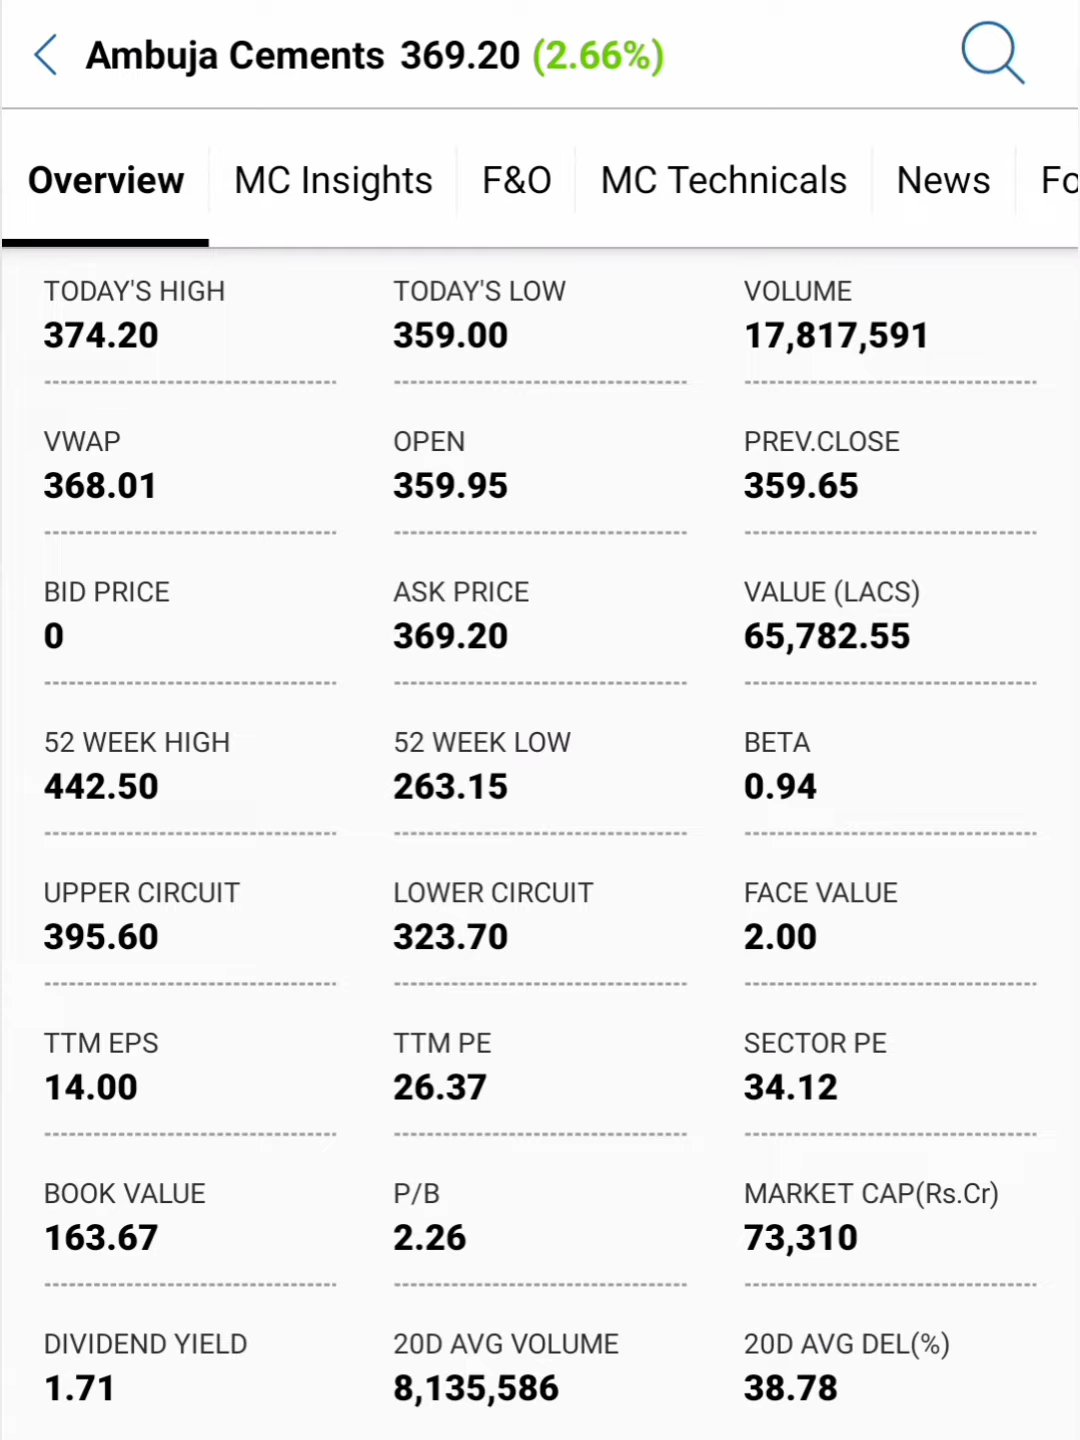 Ambuja Cements 369.20 (2.66%)
Overview MC Insights F&O MC Technicals News Fo
TODAY'S HIGH TODAY'S LOW VOLUME
374.20 359.00 17,817,591
VWAP OPEN PREV.CLOSE
368.01 359.95 359.65
BID PRICE ASK PRICE VALUE (LACS)
0 369.20 65,782.55
52 WEEK HIGH 52 WEEK LOW BETA
442.50 263.15 0.94
UPPER CIRCUIT LOWER CIRCUIT FACE VALUE
395.60 323.70 2.00
TTM EPS TTM PE SECTOR PE
14.00 26.37 34.12
BOOK VALUE P/B MARKET CAP(Rs.Cr)
163.67 2.26 73,310
DIVIDEND YIELD 20D AVG VOLUME 20D AVG DEL(%)
1.71 8,135,586 38.78